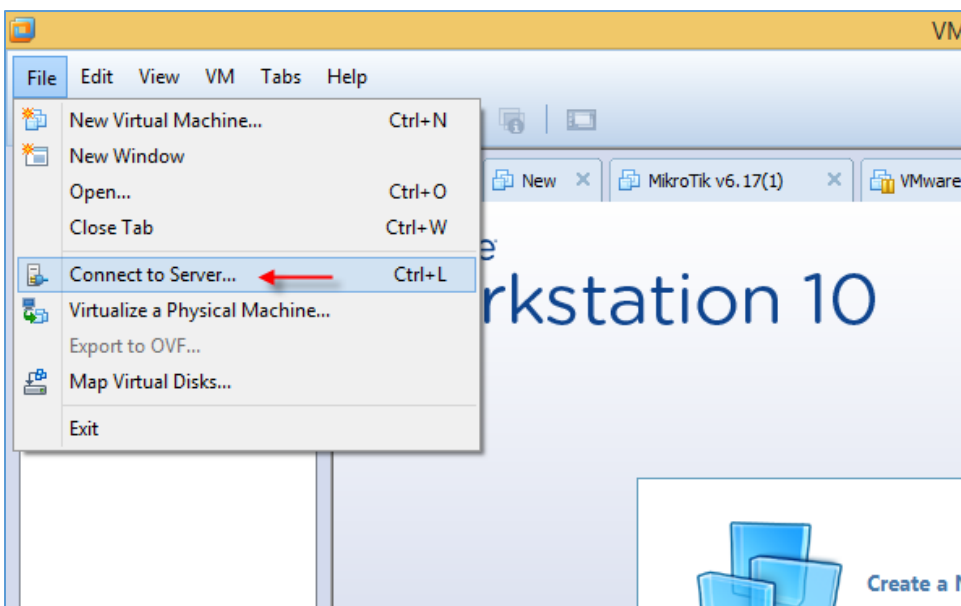 VM
File Edit View VM Tabs Help
New Virtual Machine... Ctrl+N
New Window
Open... Ctrl+O
Close Tab Ctrl+W
Connect to Server... Ctrl+L
Virtualize a Physical Machine...
Export to OVF...
Map Virtual Disks...
Exit
New MikroTik v6.17(1) VMware
e
rkstation 10
Create a N